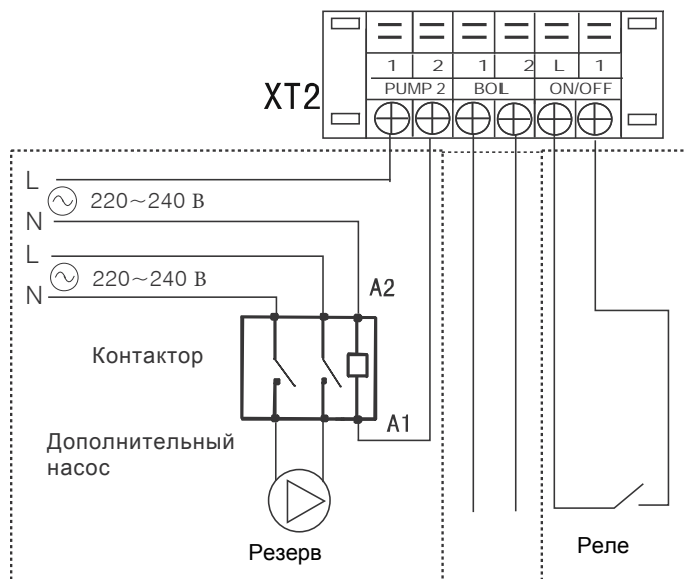 1 2 1 2 L 1
PUMP 2 BOIL ON/OFF
XT2
L
220~240 В
N
L
220~240 В
N
A2
Контактор
A1
Дополнительный
насос
Резерв
Реле